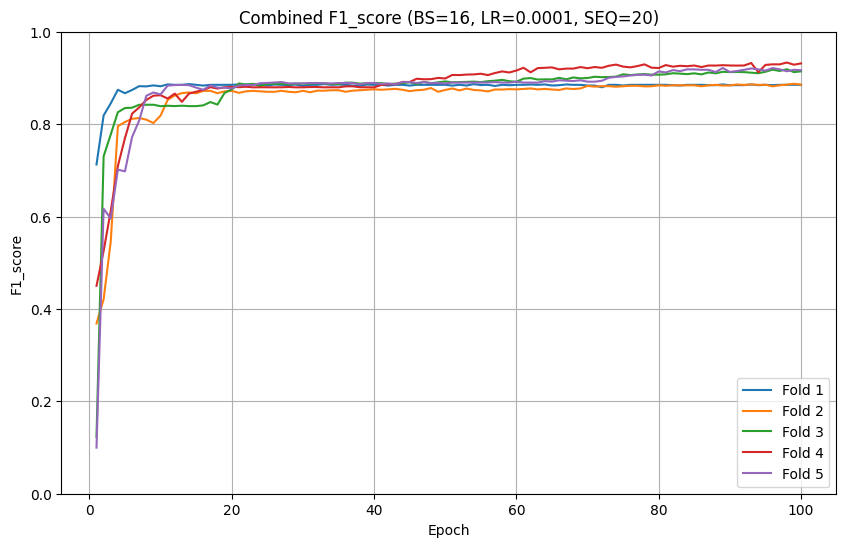 Combined F1_score (BS=16, LR=0.0001, SEQ=20)
1.0
0.8
0.6
0.4
0.2
0.0
F1_score
0 20 40 60 80 100
Epoch
Fold 1
Fold 2
Fold 3
Fold 4
Fold 5